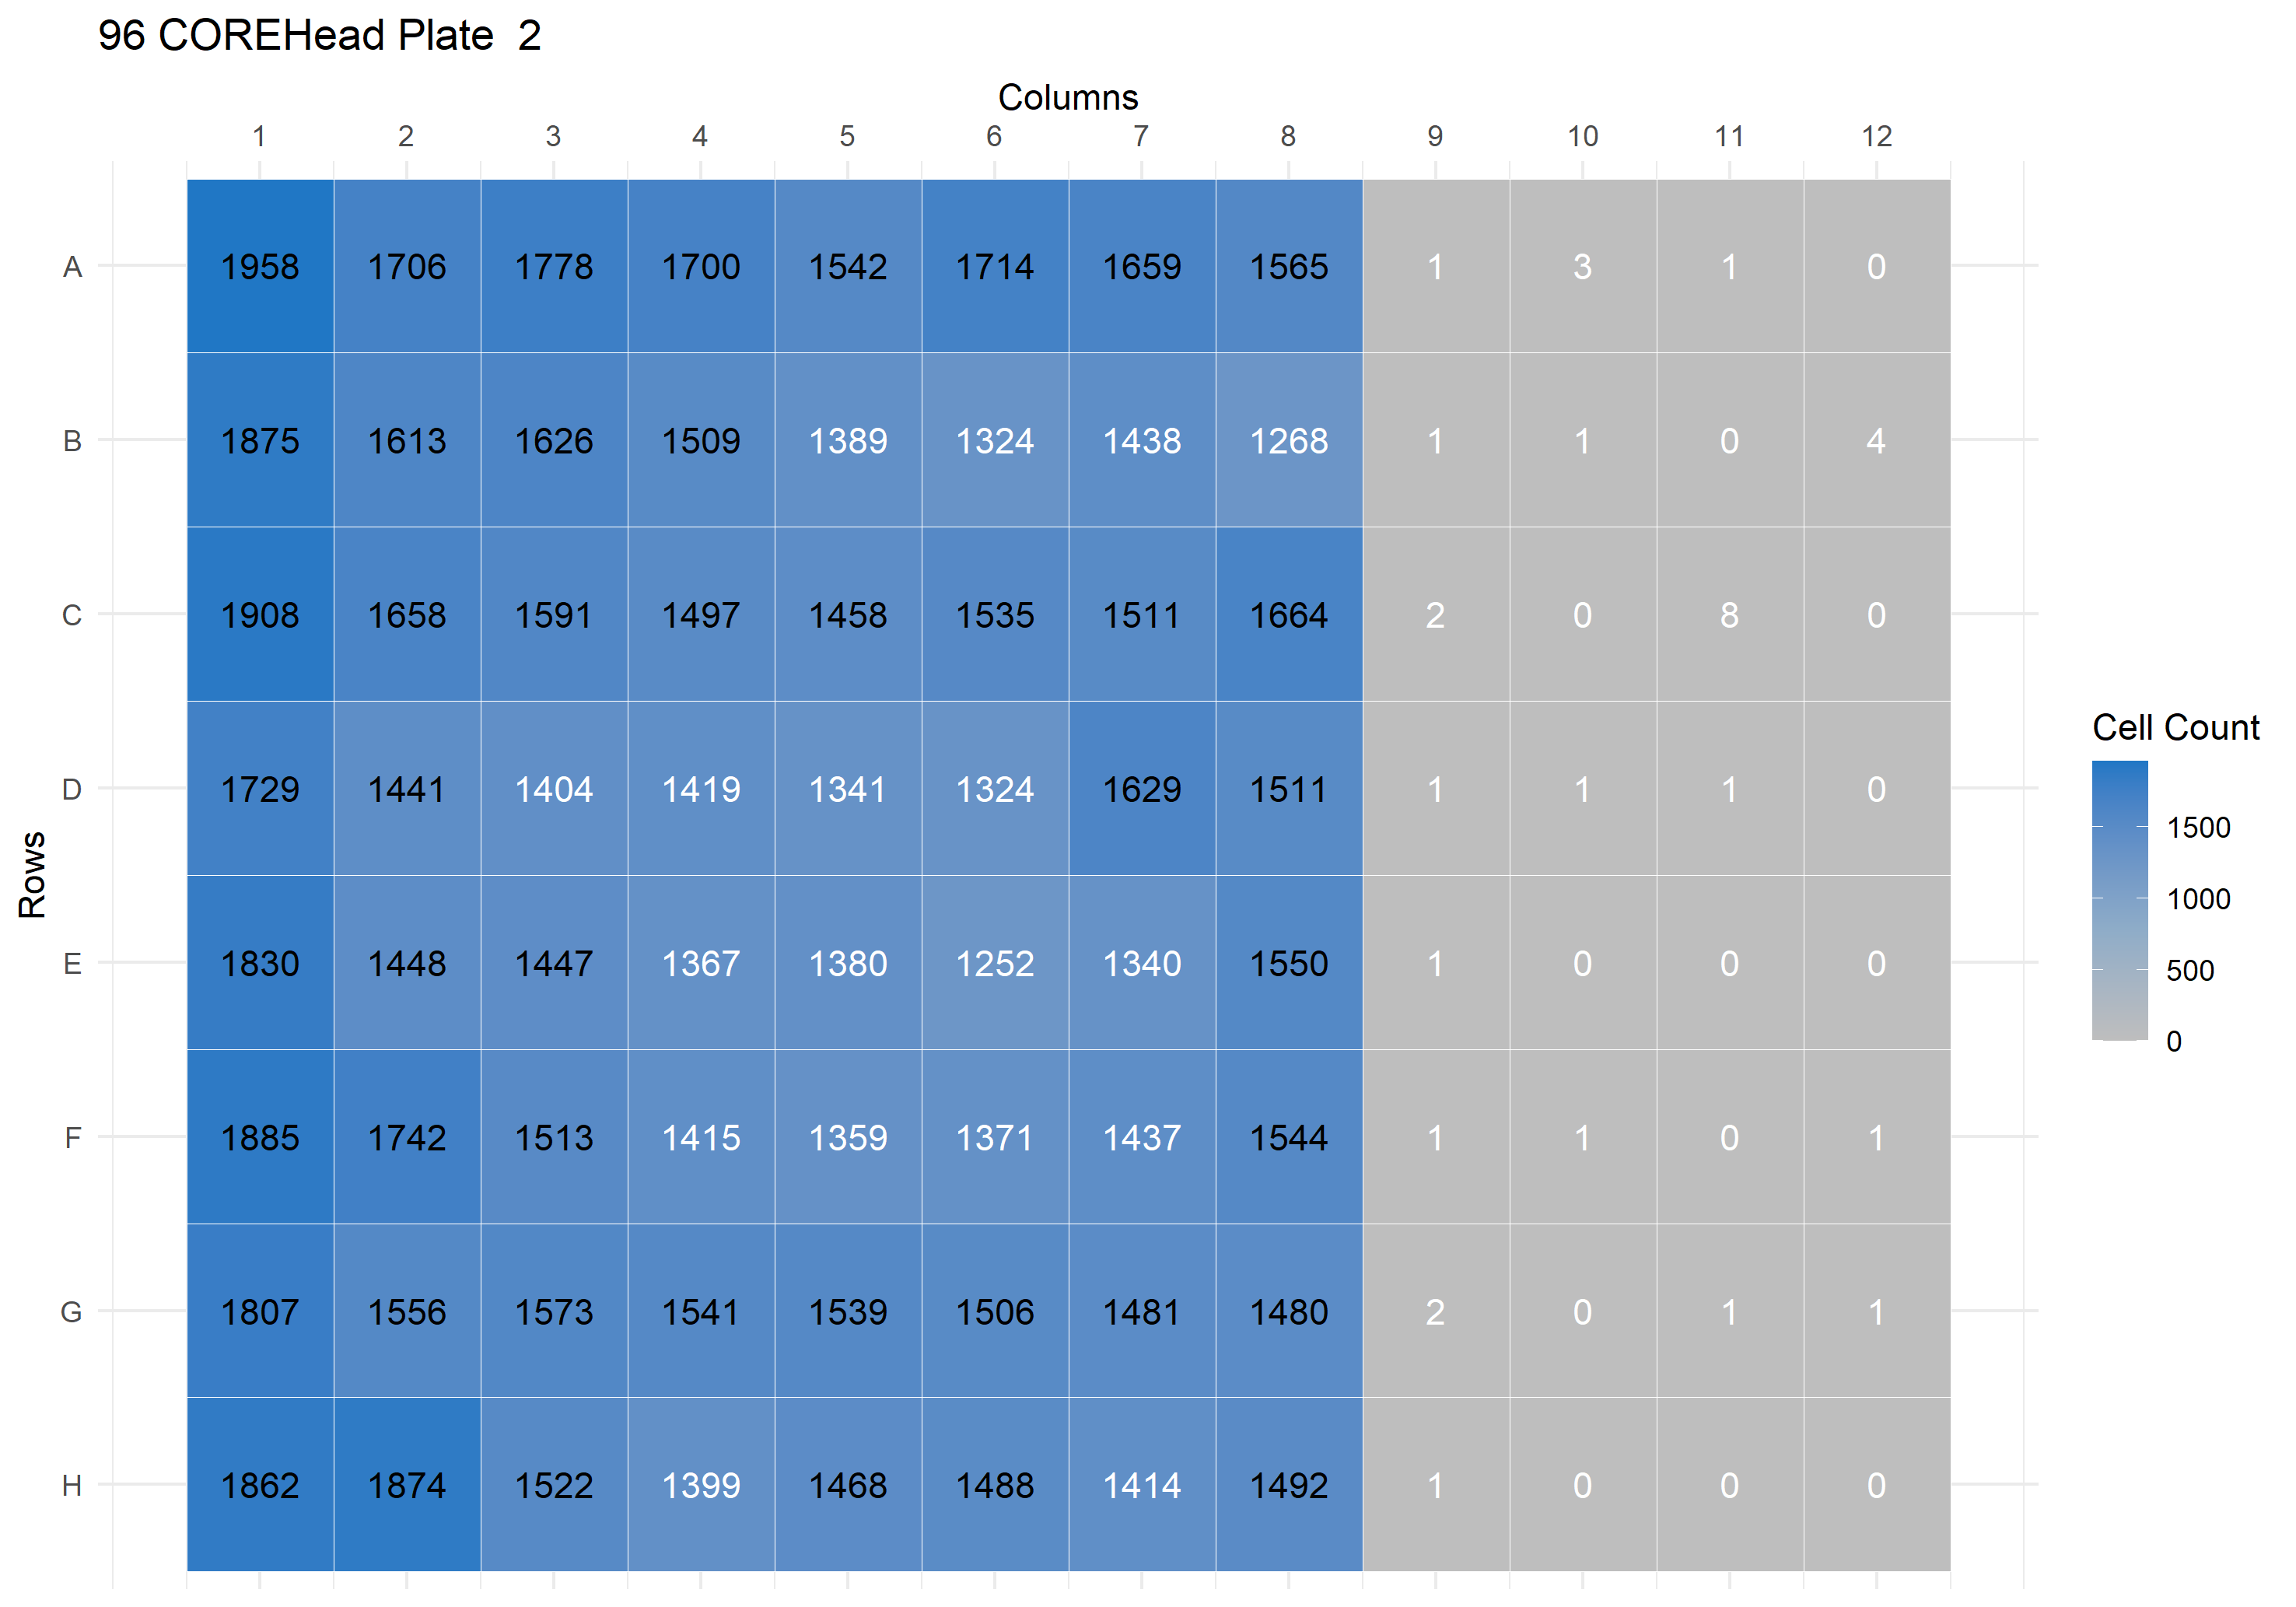 96 COREHead Plate  2
Columns
1 2 3 4 5 6 7 8 9 10 11 12
A 1958 1706 1778 1700 1542 1714 1659 1565 1 3 1 0
B 1875 1613 1626 1509 1389 1324 1438 1268 1 1 0 4
C 1908 1658 1591 1497 1458 1535 1511 1664 2 0 8 0
D 1729 1441 1404 1419 1341 1324 1629 1511 1 1 1 0
E 1830 1448 1447 1367 1380 1252 1340 1550 1 0 0 0
F 1885 1742 1513 1415 1359 1371 1437 1544 1 1 0 1
G 1807 1556 1573 1541 1539 1506 1481 1480 2 0 1 1
H 1862 1874 1522 1399 1468 1488 1414 1492 1 0 0 0
Rows
Cell Count
1500
1000
500
0